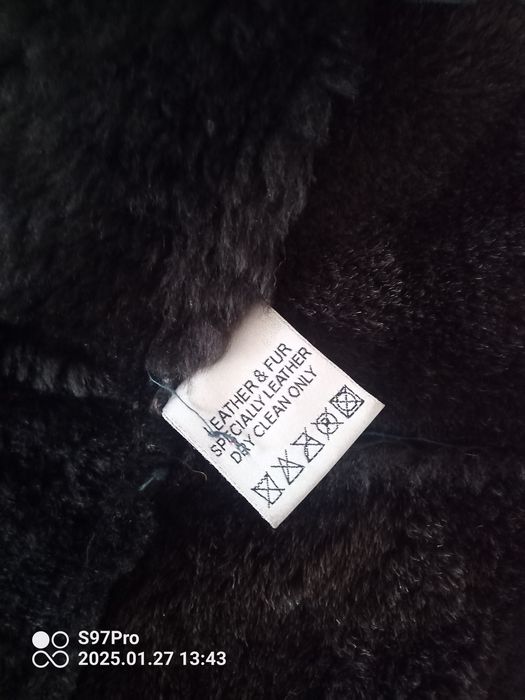 LEATHER & FUR
SPECIALLY LEATHER
DRY CLEAN ONLY
P
S97Pro
2025.01.27 13:43